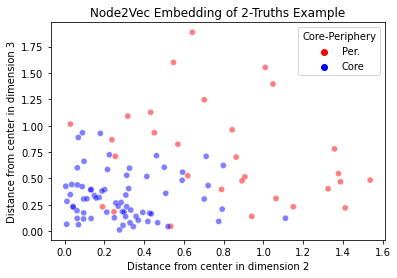 Node2Vec Embedding of 2-Truths Example
Core-Periphery
Per.
Core
Distance from center in dimension 3
1.75
1.50
1.25
1.00
0.75
0.50
0.25
0.00
0.0 0.2 0.4 0.6 0.8 1.0 1.2 1.4 1.6
Distance from center in dimension 2